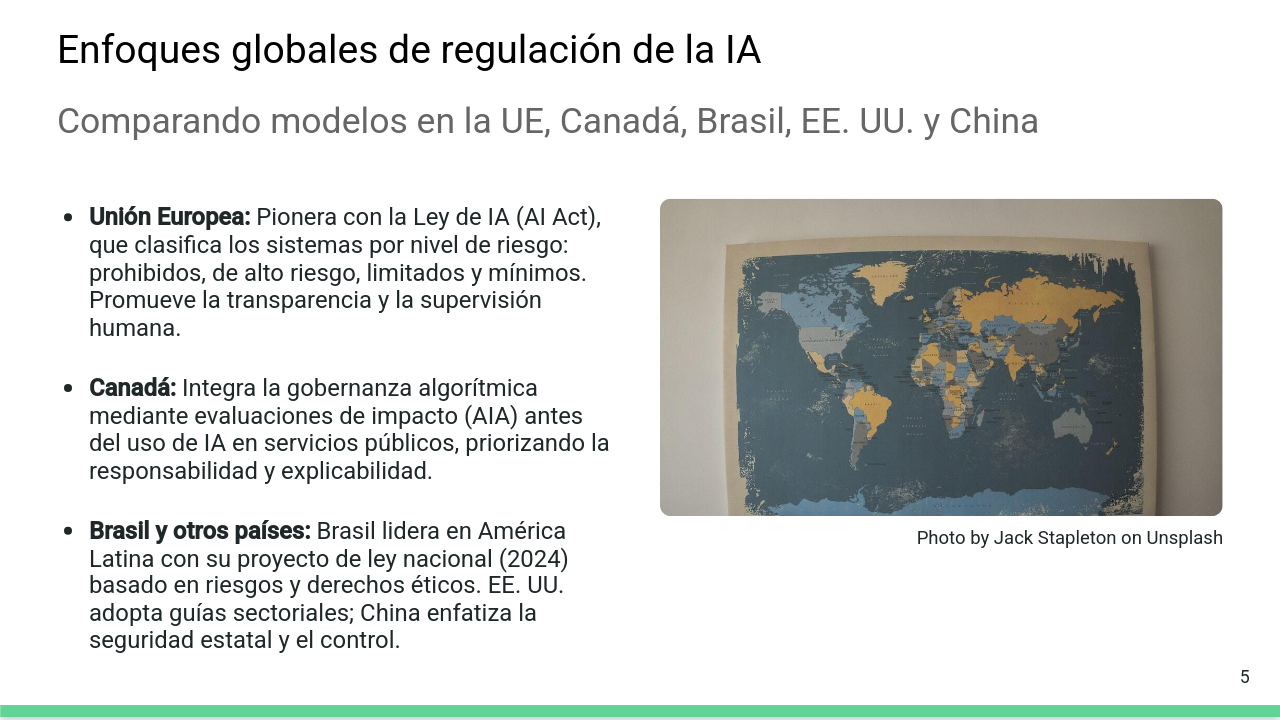 Enfoques globales de regulación de la IA
Comparando modelos en la UE, Canadá, Brasil, EE. UU. y China
Unión Europea: Pionera con la Ley de IA (AI Act),
que clasifica los sistemas por nivel de riesgo:
prohibidos, de alto riesgo, limitados y mínimos.
Promueve la transparencia y la supervisión
humana.
Canadá: Integra la gobernanza algorítmica
mediante evaluaciones de impacto (AIA) antes
del uso de IA en servicios públicos, priorizando la
responsabilidad y explicabilidad.
Brasil y otros países: Brasil lidera en América
Latina con su proyecto de ley nacional (2024)
basado en riesgos y derechos éticos. EE. UU.
adopta guías sectoriales; China enfatiza la
seguridad estatal y el control.
Photo by Jack Stapleton on Unsplash
5